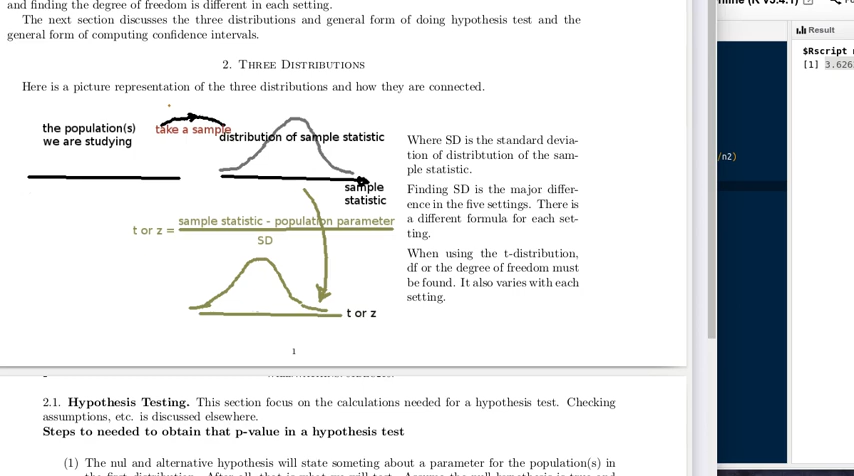 and finding the degree of freedom is different in each setting.
The next section discusses the three distributions and general form of doing hypothesis test and the
general form of computing confidence intervals.
2. Three Distributions
Here is a picture representation of the three distributions and how they are connected.
the population(s)
we are studying
take a sample
distribution of sample statistic
sample
statistic
t or z =
sample statistic - population parameter
SD
t or z
Where SD is the standard devia-
tion of distribtution of the sam-
ple statistic.
Finding SD is the major differ-
ence in the five settings. There is
a different formula for each set-
ting.
When using the t-distribution,
df or the degree of freedom must
be found. It also varies with each
setting.
1
2.1. Hypothesis Testing. This section focus on the calculations needed for a hypothesis test. Checking
assumptions, etc. is discussed elsewhere.
Steps to needed to obtain that p-value in a hypothesis test
(1) The nul and alternative hypothesis will state someting about a parameter for the population(s) in
Result
$Rscript
[1] 3.626
/n2)